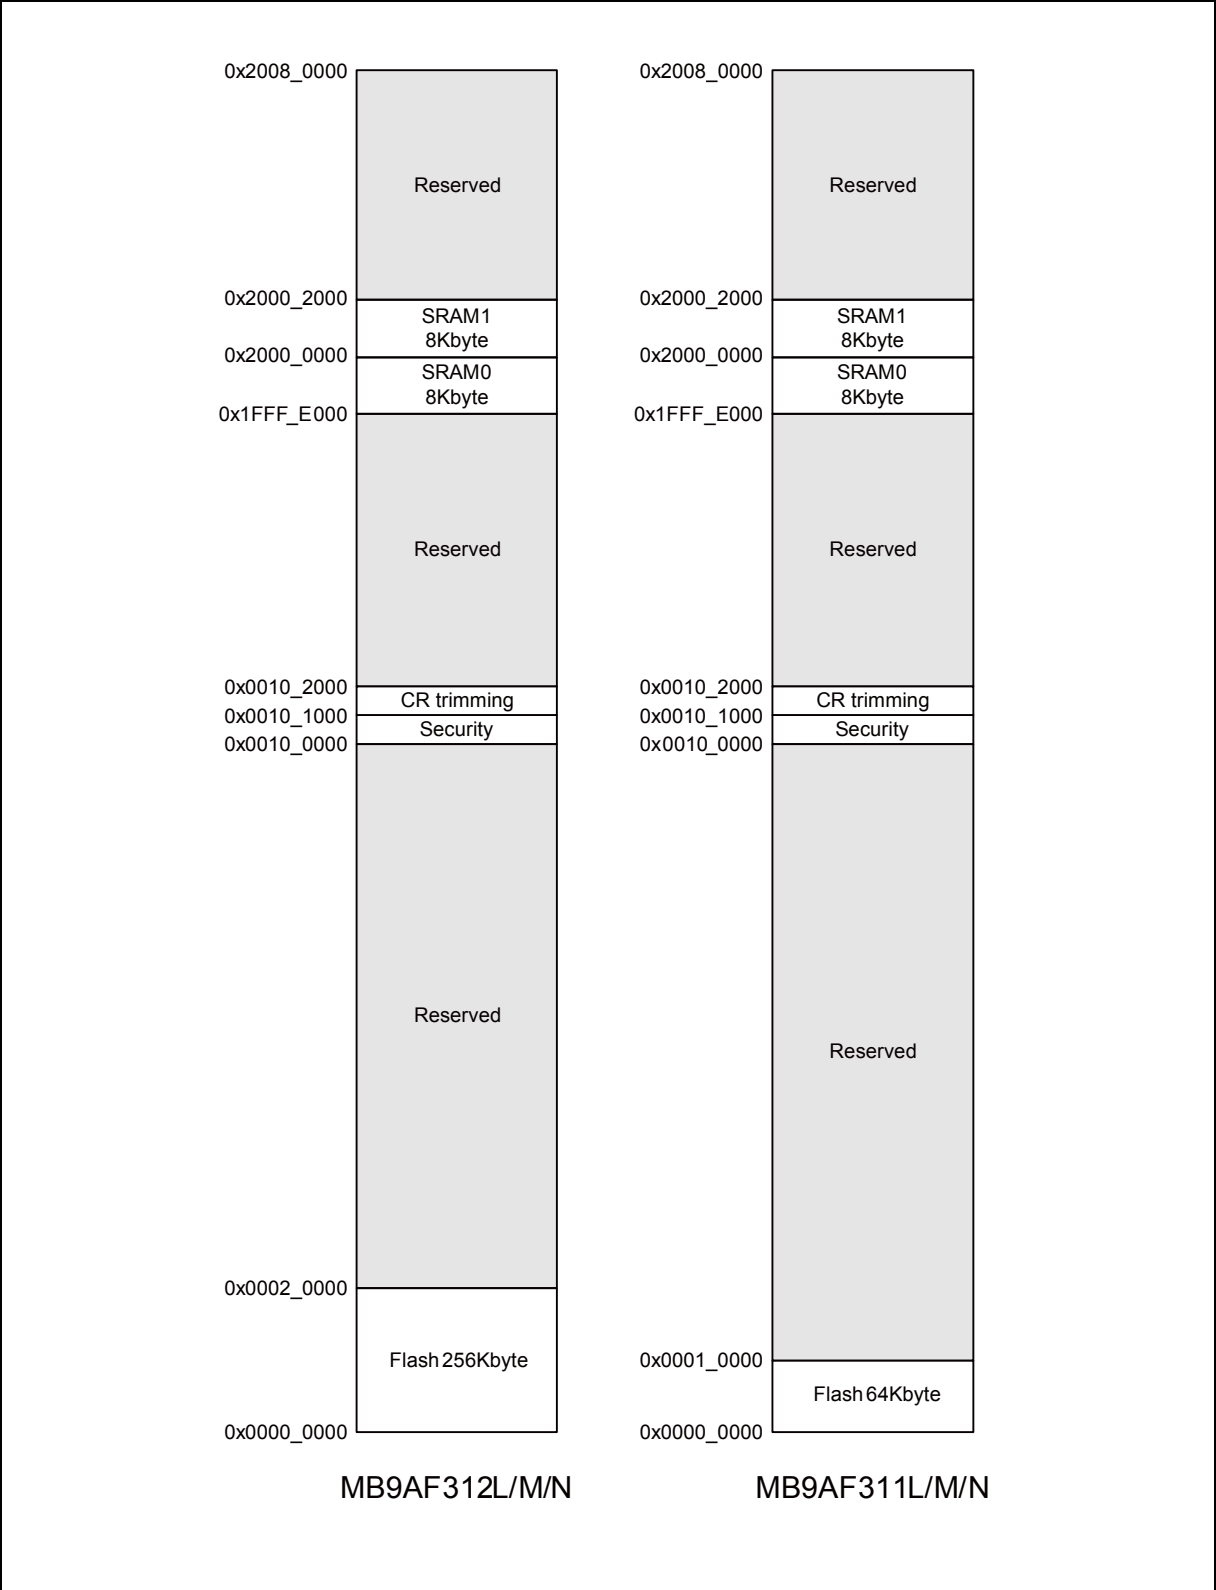 0x2008_0000
Reserved
0x2000_2000
SRAM1
8Kbyte
0x2000_0000
SRAM0
8Kbyte
0x1FFF_E000
Reserved
0x0010_2000
CR trimming
0x0010_1000
Security
0x0010_0000
Reserved
0x0002_0000
Flash 256Kbyte
0x0000_0000
MB9AF312L/M/N
0x2008_0000
Reserved
0x2000_2000
SRAM1
8Kbyte
0x2000_0000
SRAM0
8Kbyte
0x1FFF_E000
Reserved
0x0010_2000
CR trimming
0x0010_1000
Security
0x0010_0000
Reserved
0x0001_0000
Flash 64Kbyte
0x0000_0000
MB9AF311L/M/N